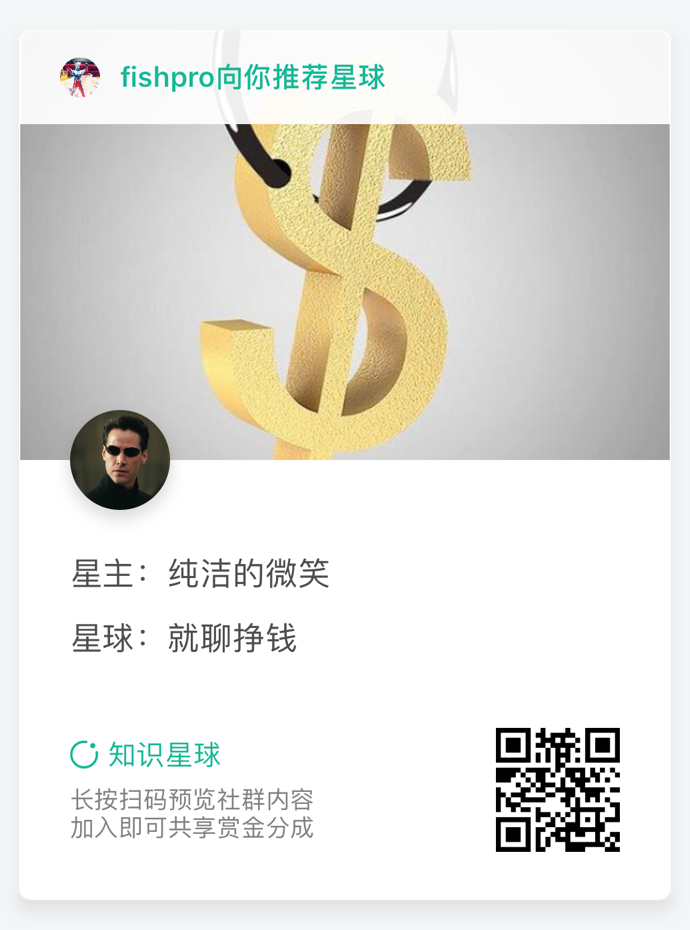 fishpro向你推荐星球
星主：纯洁的微笑
星球：就聊挣钱
知识星球
长按扫码预览社群内容
加入即可共享赏金分成